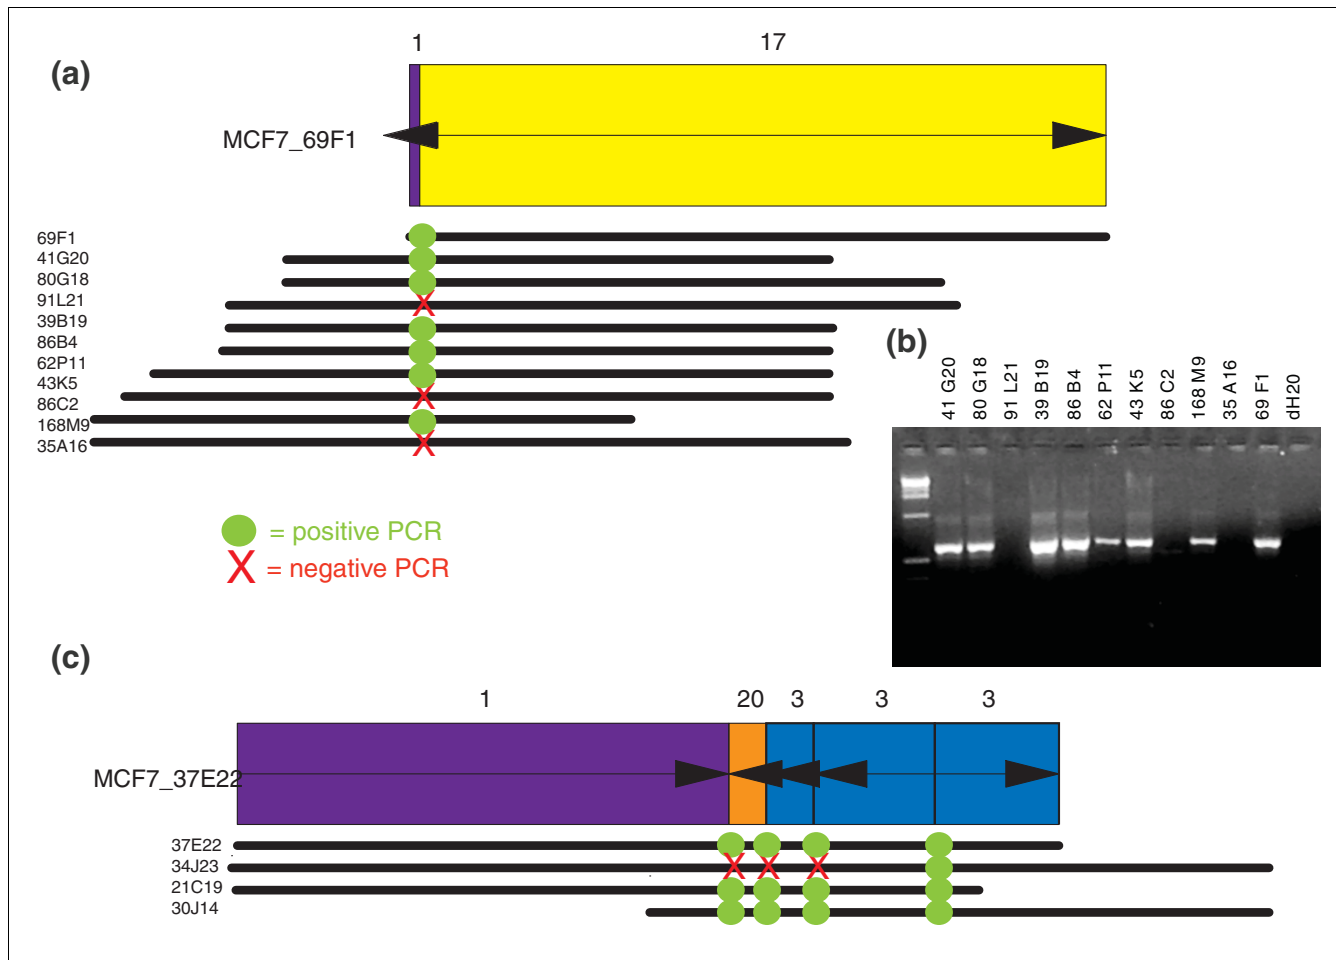 (a)
1 17
MCF7_69F1
69F1
41G20
80G18
91L21
39B19
86B4
62P11
43K5
86C2
168M9
35A16
= positive PCR
X = negative PCR
(b)
41 G20
80 G18
91 L21
39 B19
86 B4
62 P11
43 K5
86 C2
168 M9
35 A16
69 F1
dH20
(c)
1 20 3 3 3
MCF7_37E22
37E22
34J23
21C19
30J14